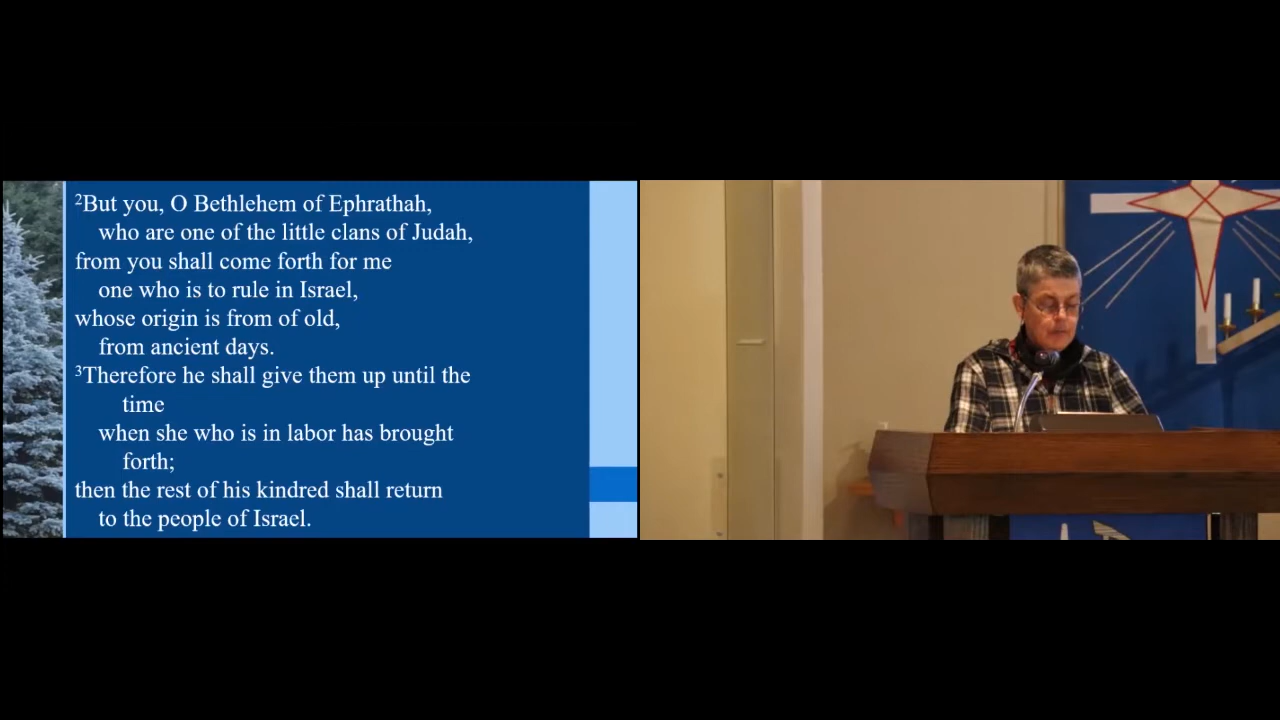 ²But you, O Bethlehem of Ephrathah,
who are one of the little clans of Judah,
from you shall come forth for me
one who is to rule in Israel,
whose origin is from of old,
from ancient days.
³Therefore he shall give them up until the
time
when she who is in labor has brought
forth;
then the rest of his kindred shall return
to the people of Israel.